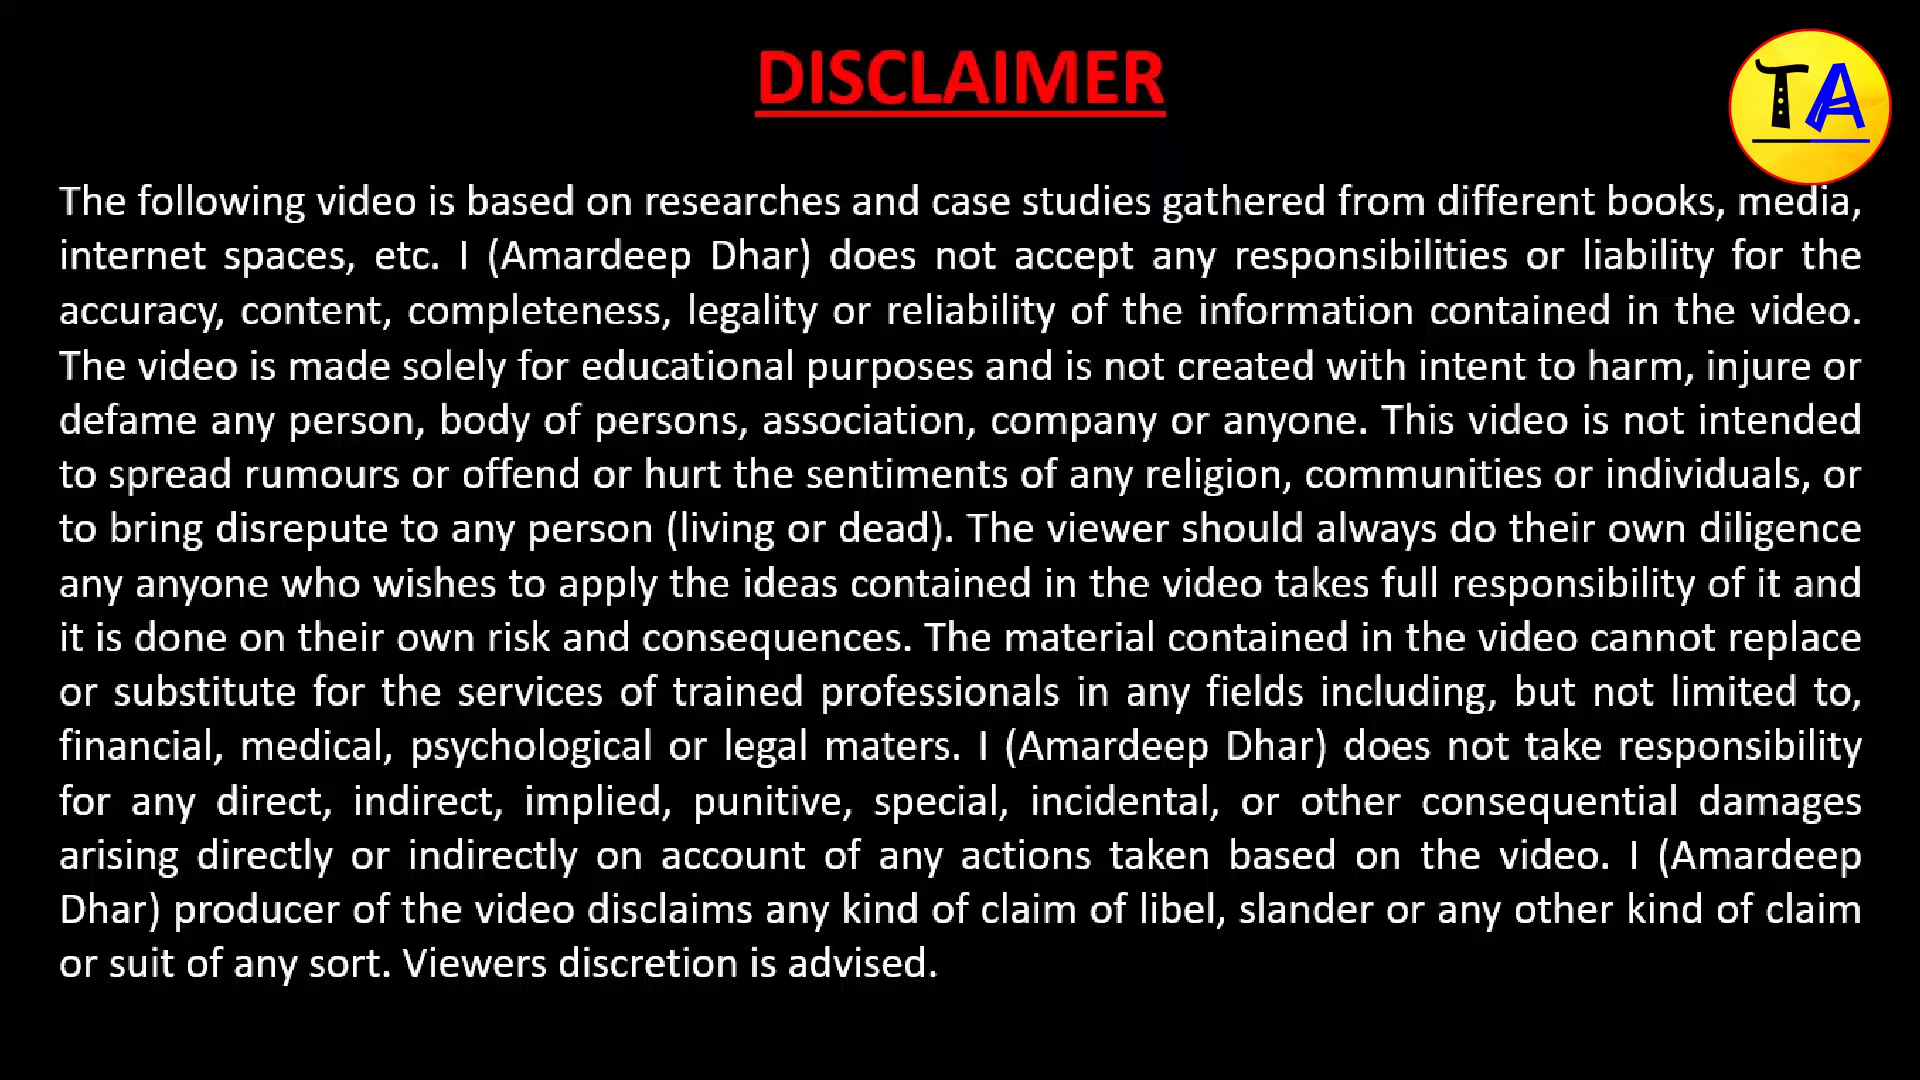 DISCLAIMER
TA
The following video is based on researches and case studies gathered from different books, media,
internet spaces, etc. I (Amardeep Dhar) does not accept any responsibilities or liability for the
accuracy, content, completeness, legality or reliability of the information contained in the video.
The video is made solely for educational purposes and is not created with intent to harm, injure or
defame any person, body of persons, association, company or anyone. This video is not intended
to spread rumours or offend or hurt the sentiments of any religion, communities or individuals, or
to bring disrepute to any person (living or dead). The viewer should always do their own diligence
any anyone who wishes to apply the ideas contained in the video takes full responsibility of it and
it is done on their own risk and consequences. The material contained in the video cannot replace
or substitute for the services of trained professionals in any fields including, but not limited to,
financial, medical, psychological or legal maters. I (Amardeep Dhar) does not take responsibility
for any direct, indirect, implied, punitive, special, incidental, or other consequential damages
arising directly or indirectly on account of any actions taken based on the video. I (Amardeep
Dhar) producer of the video disclaims any kind of claim of libel, slander or any other kind of claim
or suit of any sort. Viewers discretion is advised.